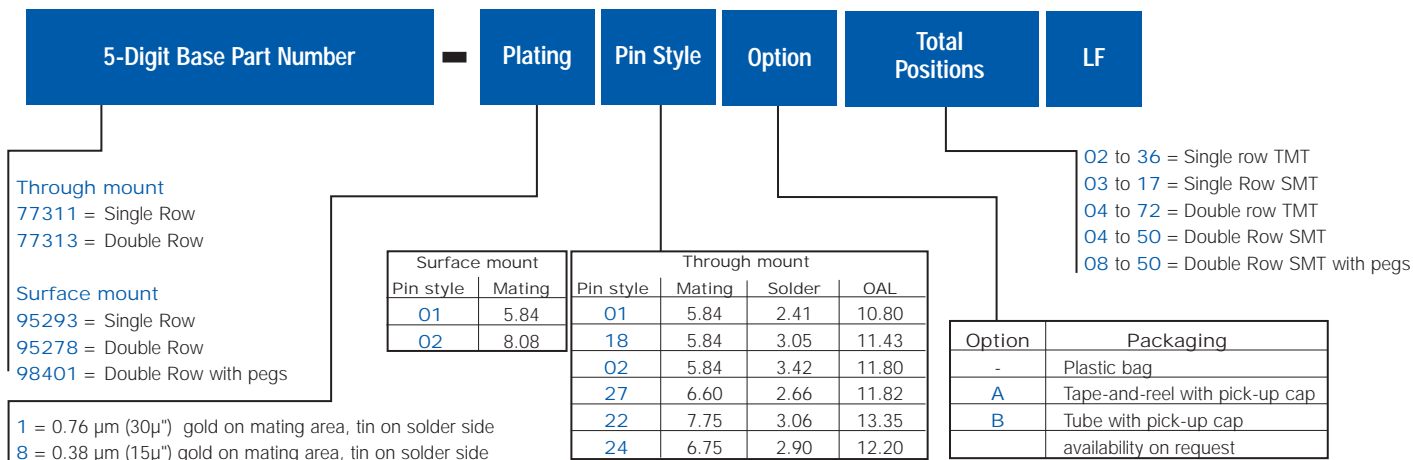 5-Digit Base Part Number - Plating Pin Style Option Total Positions LF
Through mount
77311 = Single Row
77313 = Double Row
Surface mount
95293 = Single Row
95278 = Double Row
98401 = Double Row with pegs
1 = 0.76 µm (30µ") gold on mating area, tin on solder side
8 = 0.38 µm (15µ") gold on mating area, tin on solder side
Surface mount
Pin style Mating
01 5.84
02 8.08
Through mount
Pin style Mating Solder OAL
01 5.84 2.41 10.80
18 5.84 3.05 11.43
02 5.84 3.42 11.80
27 6.60 2.66 11.82
22 7.75 3.06 13.35
24 6.75 2.90 12.20
02 to 36 = Single row TMT
03 to 17 = Single Row SMT
04 to 72 = Double row TMT
04 to 50 = Double Row SMT
08 to 50 = Double Row SMT with pegs
Option Packaging
- Plastic bag
A Tape-and-reel with pick-up cap
B Tube with pick-up cap
availability on request